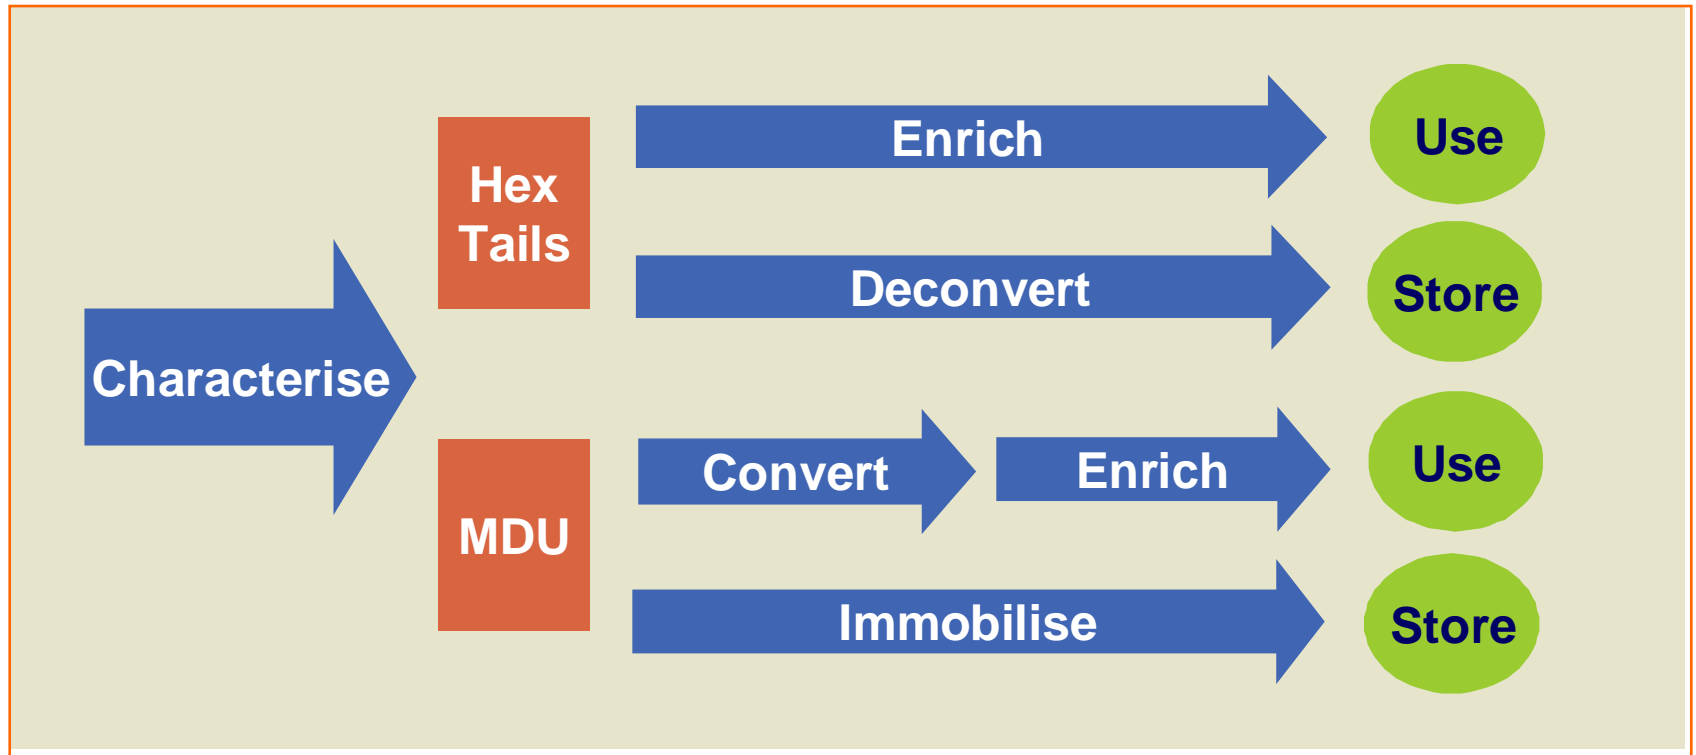 Characterise
Hex
Tails
Enrich
Use
Deconvert
Store
MDU
Convert
Enrich
Use
Immobilise
Store